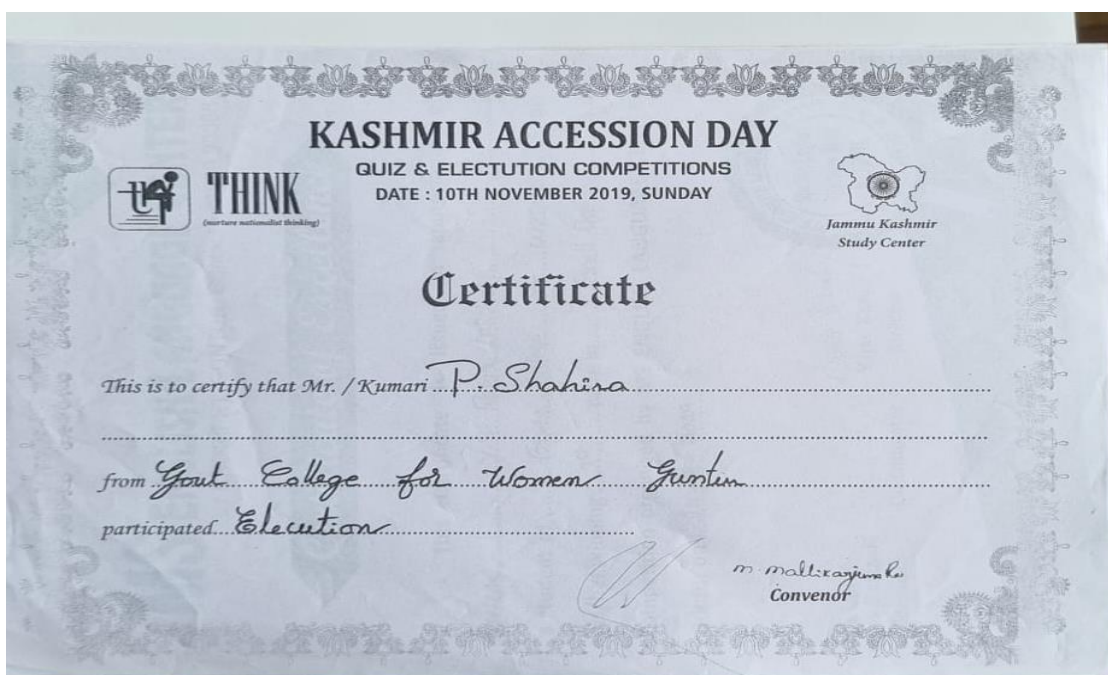 KASHMIR ACCESSION DAY
QUIZ & ELECTUTION COMPETITIONS
DATE : 10TH NOVEMBER 2019, SUNDAY
THINK
(nurture nationalist thinking)
Jammu Kashmir
Study Center
Certificate
This is to certify that Mr. / Kumari P. Shahina
from Govt College for Women Guntur
participated Elecution
m. mallikarjuna
Convenor